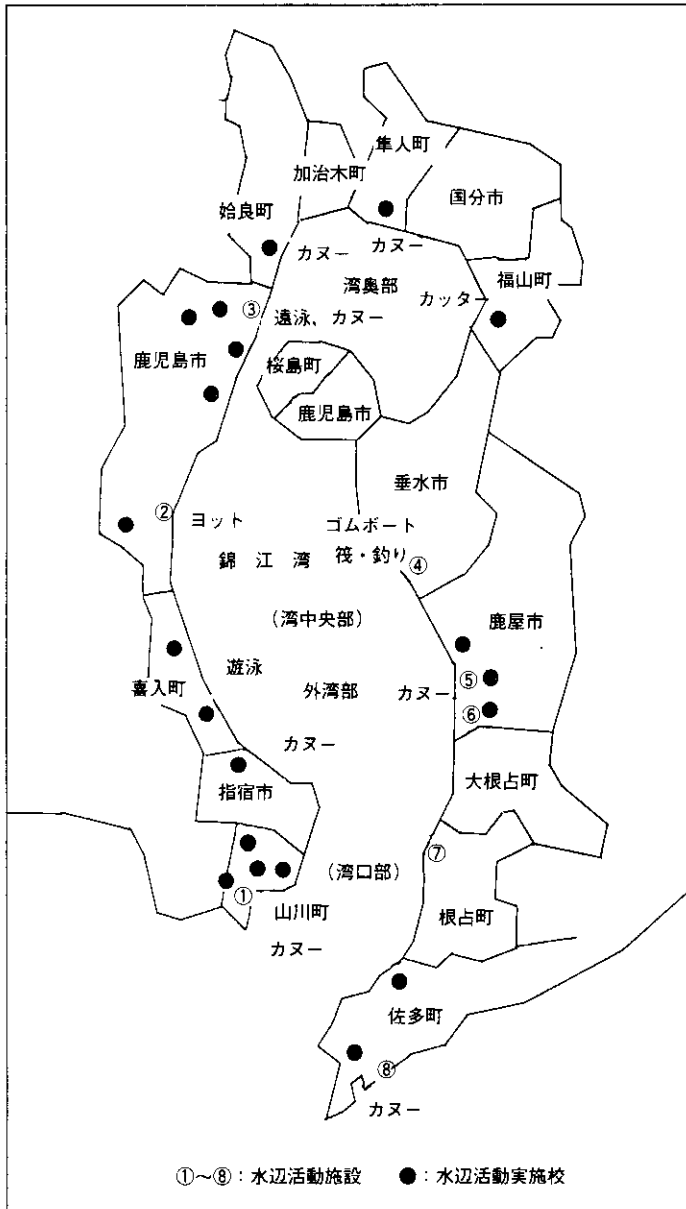 隼人町
加治木町
国分市
姶良町
カヌー
カヌー
福山町
湾奥部
カッター
③
遠泳，カヌー
桜島町
鹿児島市
鹿児島市
垂水市
②
ヨット
ゴムボート
錦江湾
筏・釣り
④
（湾中央部）
鹿屋市
遊泳
⑤
喜入町
外湾部
カヌー
⑥
カヌー
指宿市
大根占町
⑦
（湾口部）
①
山川町
根占町
カヌー
佐多町
⑧
カヌー
①〜⑧：水辺活動施設　●：水辺活動実施校